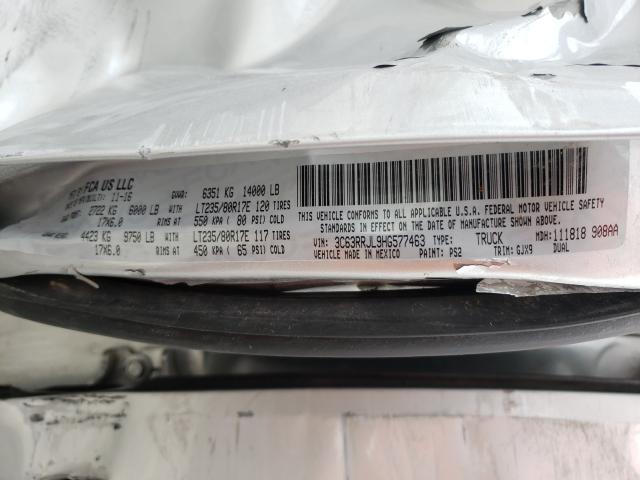 MFD BY FCA US LLC
DATE OF MFR/BUILT: 11-16 GVWR: 6351 KG 14000 LB
2722 KG 6000 LB WITH LT235/80R17E 120 TIRES
17X6.0 RIMS AT 550 KPA ( 80 PSI) COLD
4423 KG 9750 LB WITH LT235/80R17E 117 TIRES
17X6.0 RIMS AT 450 KPA ( 65 PSI) COLD
THIS VEHICLE CONFORMS TO ALL APPLICABLE U.S.A. FEDERAL MOTOR VEHICLE SAFETY
STANDARDS IN EFFECT ON THE DATE OF MANUFACTURE SHOWN ABOVE.
VIN: 3C63RRJL9HG577463 TYPE: TRUCK MDH: 111818 908AA
VEHICLE MADE IN MEXICO PAINT: PS2 TRIM: GJX9 DUAL